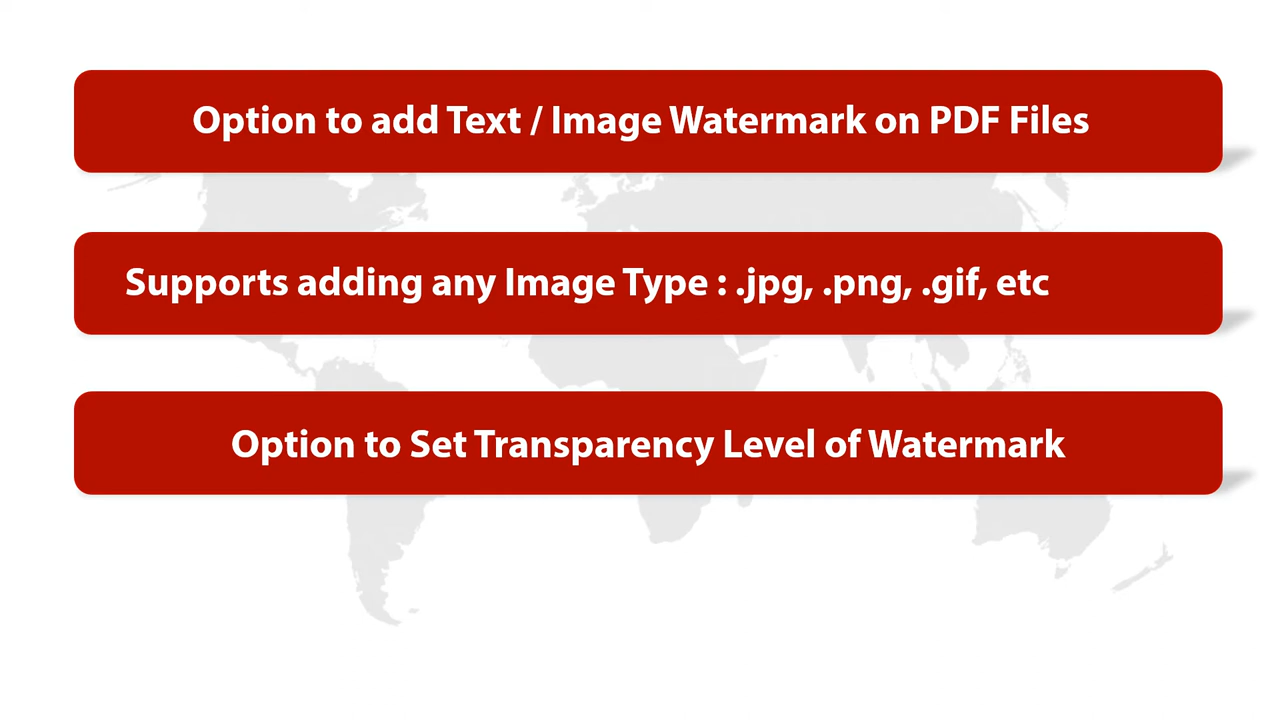 Option to add Text / Image Watermark on PDF Files
Supports adding any Image Type : .jpg, .png, .gif, etc
Option to Set Transparency Level of Watermark